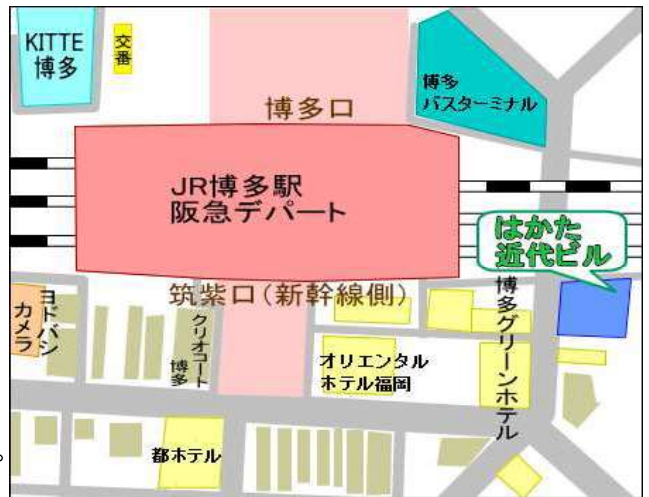 KITTE
博多
交番
博多
バスターミナル
博多口
JR博多駅
阪急デパート
はかた
近代ビル
筑紫口(新幹線側)
ヨドバシ
カメラ
クリオコート
博多
オリエンタル
ホテル福岡
博多グリーンホテル
都ホテル
。